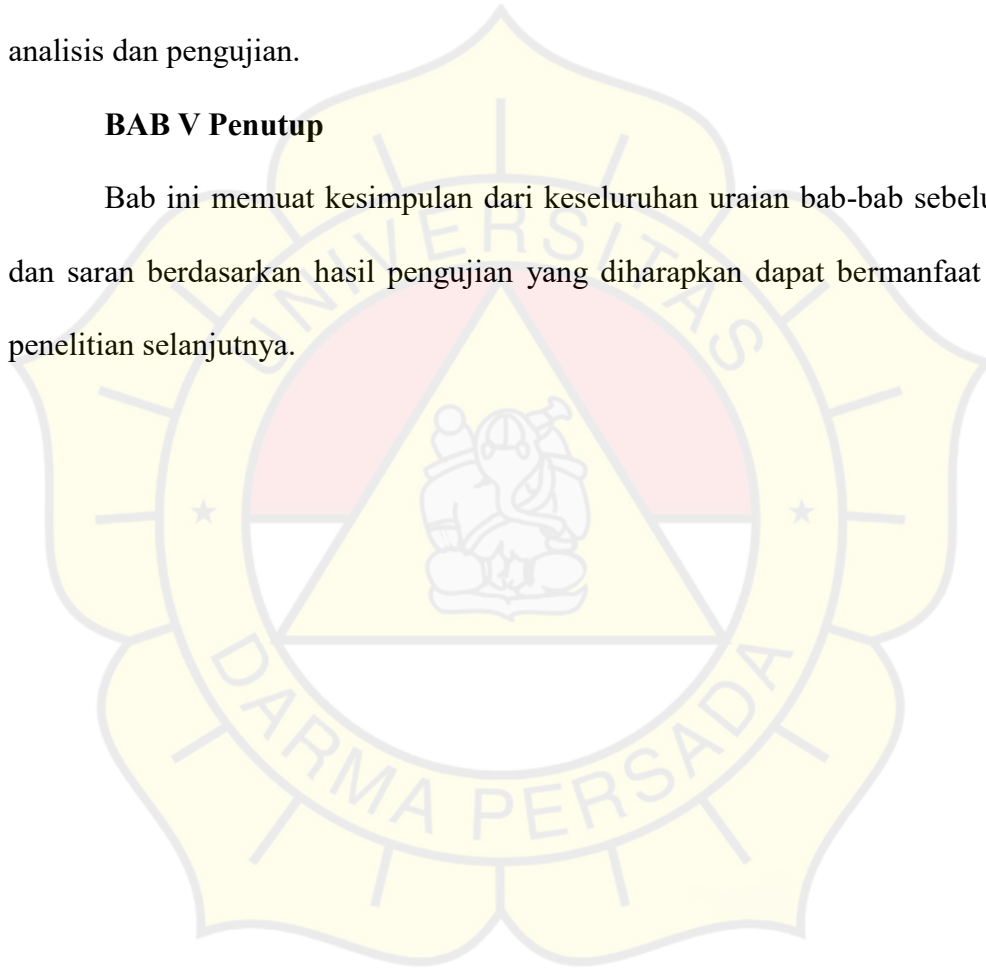 analisis dan pengujian.
BAB V Penutup
Bab ini memuat kesimpulan dari keseluruhan uraian bab-bab
dan saran berdasarkan hasil pengujian yang diharapkan dapat bermanfaat
penelitian selanjutnya.
UNIVERSITAS
DARMA PERSADA